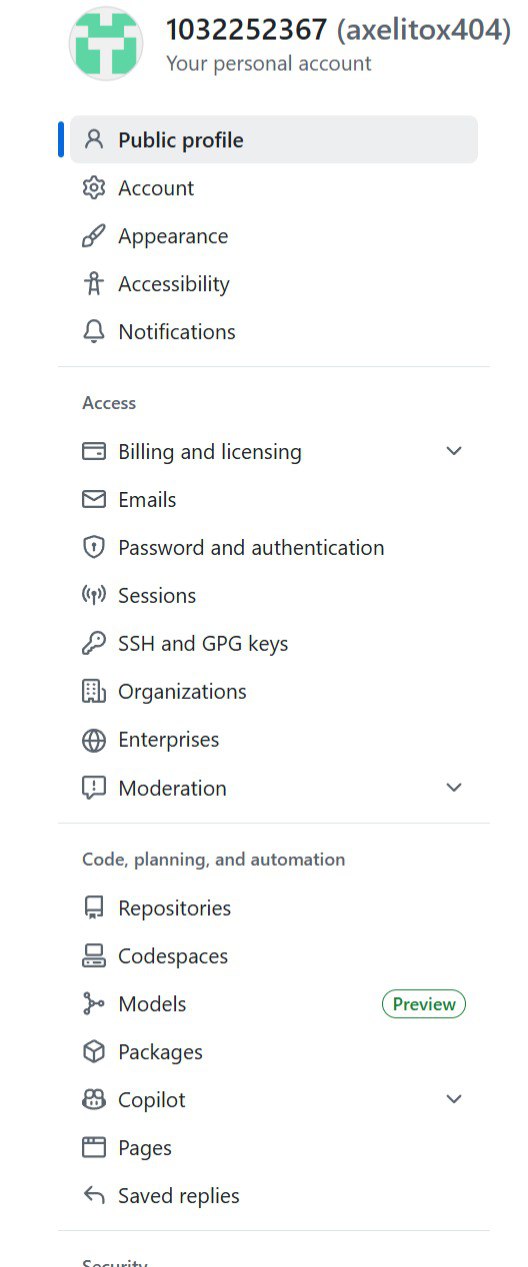 1032252367 (axelitox404)
Your personal account
Public profile
Account
Appearance
Accessibility
Notifications
Access
Billing and licensing
Emails
Password and authentication
Sessions
SSH and GPG keys
Organizations
Enterprises
Moderation
Code, planning, and automation
Repositories
Codespaces
Models Preview
Packages
Copilot
Pages
Saved replies
Security